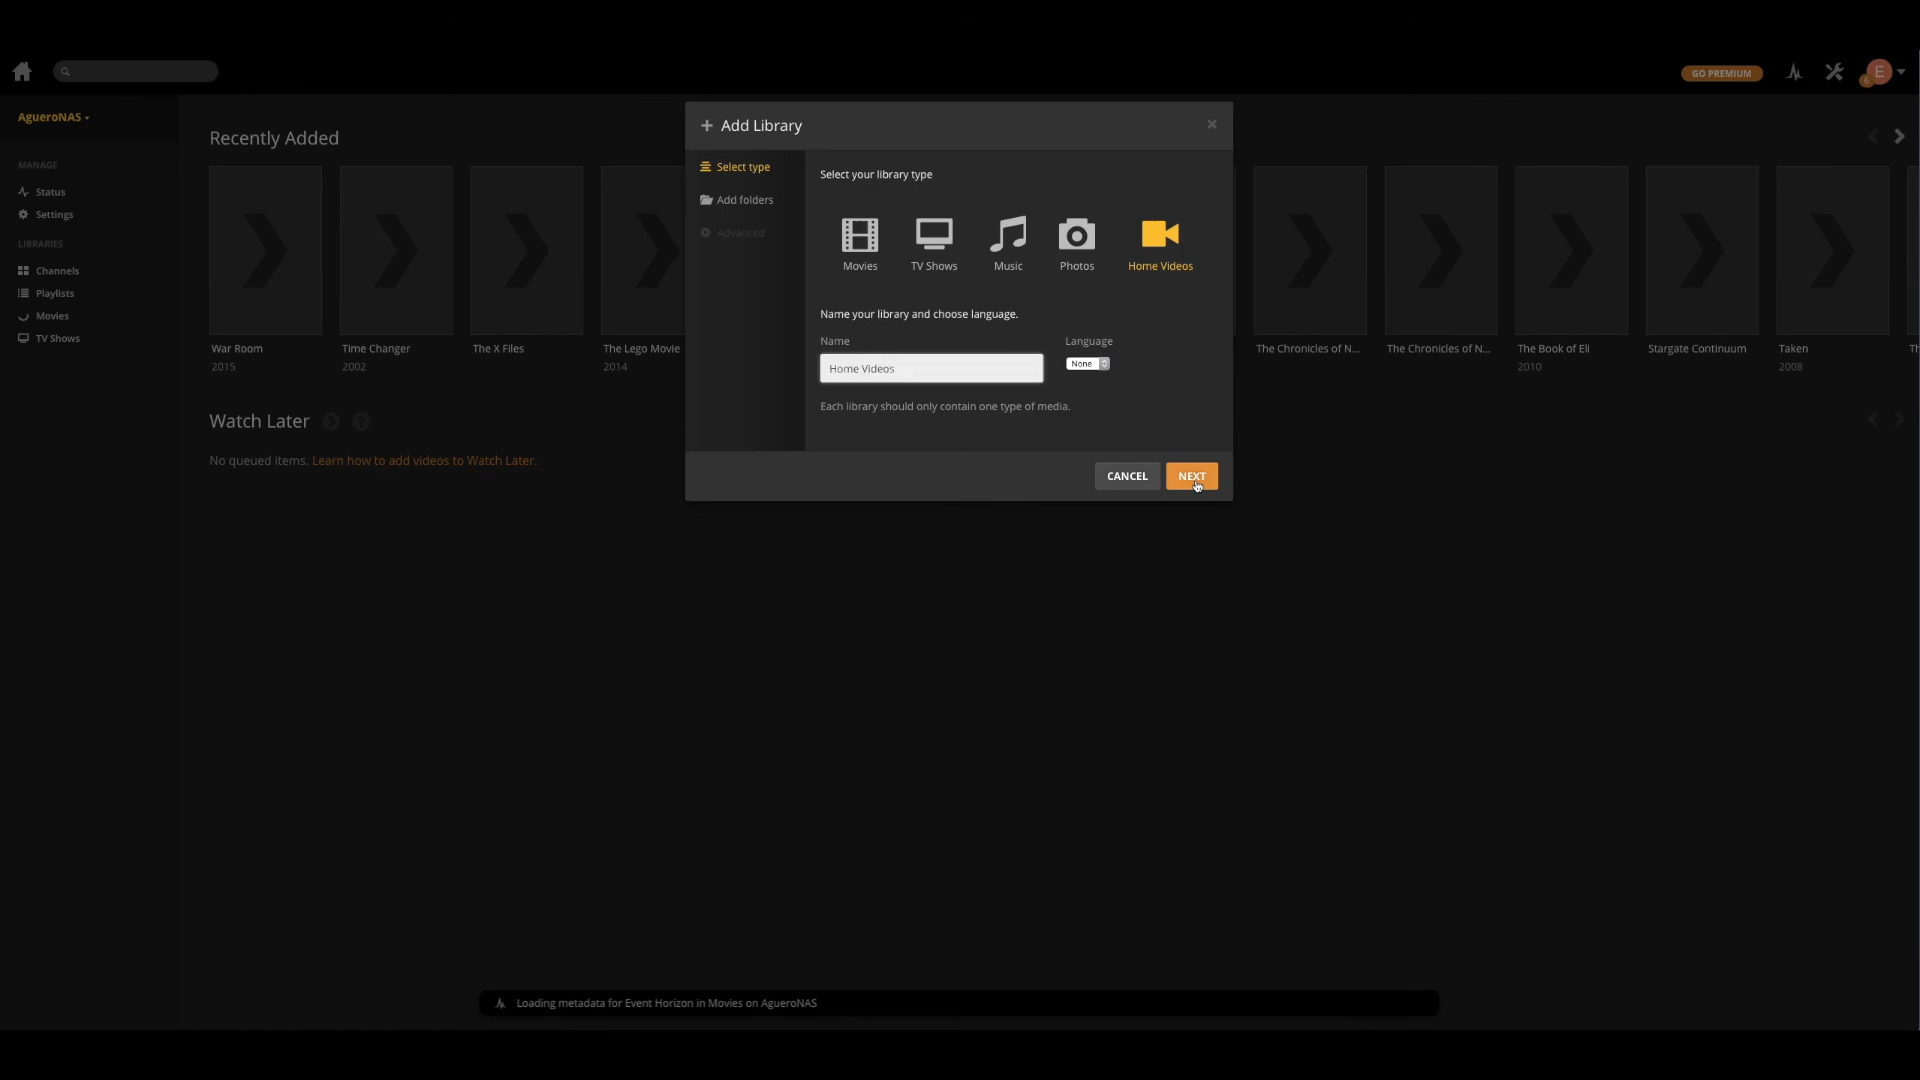 GO PREMIUM
E
6
AgueroNAS
MANAGE
Status
Settings
LIBRARIES
Channels
Playlists
Movies
TV Shows
Recently Added
War Room
2015
Time Changer
2002
The X Files
The Lego Movie
2014
The Chronicles of N...
The Chronicles of N...
The Book of Eli
2010
Stargate Continuum
Taken
2008
Th
Watch Later
?
No queued items. Learn how to add videos to Watch Later.
+ Add Library
×
Select type
Add folders
Advanced
Select your library type
Movies
TV Shows
Music
Photos
Home Videos
Name your library and choose language.
Name
Language
Home Videos
None
Each library should only contain one type of media.
CANCEL
NEXT
Loading metadata for Event Horizon in Movies on AgueroNAS